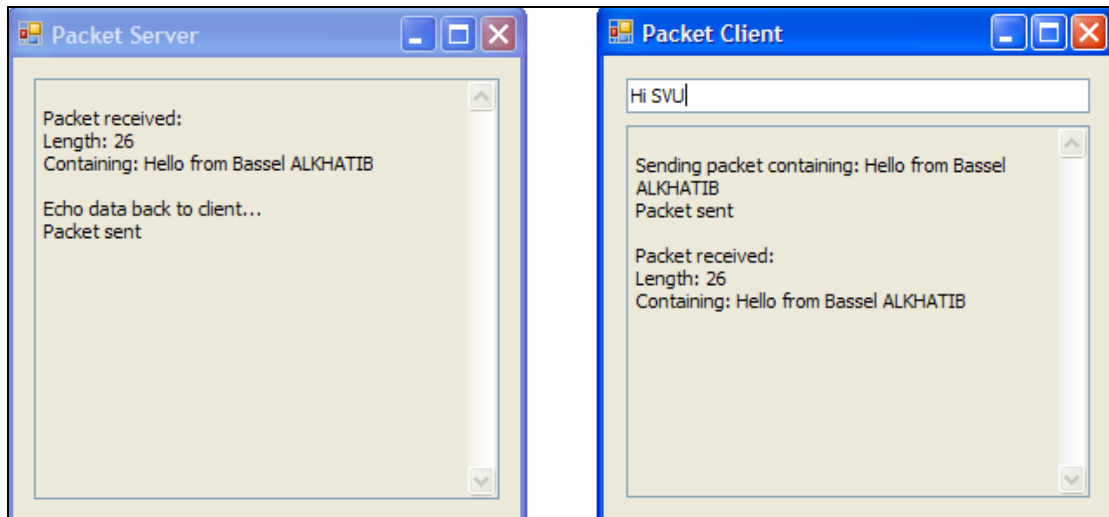 Packet Server
Packet received:
Length: 26
Containing: Hello from Bassel ALKHATIB
Echo data back to client...
Packet sent
Packet Client
Hi SVU
Sending packet containing: Hello from Bassel
ALKHATIB
Packet sent
Packet received:
Length: 26
Containing: Hello from Bassel ALKHATIB